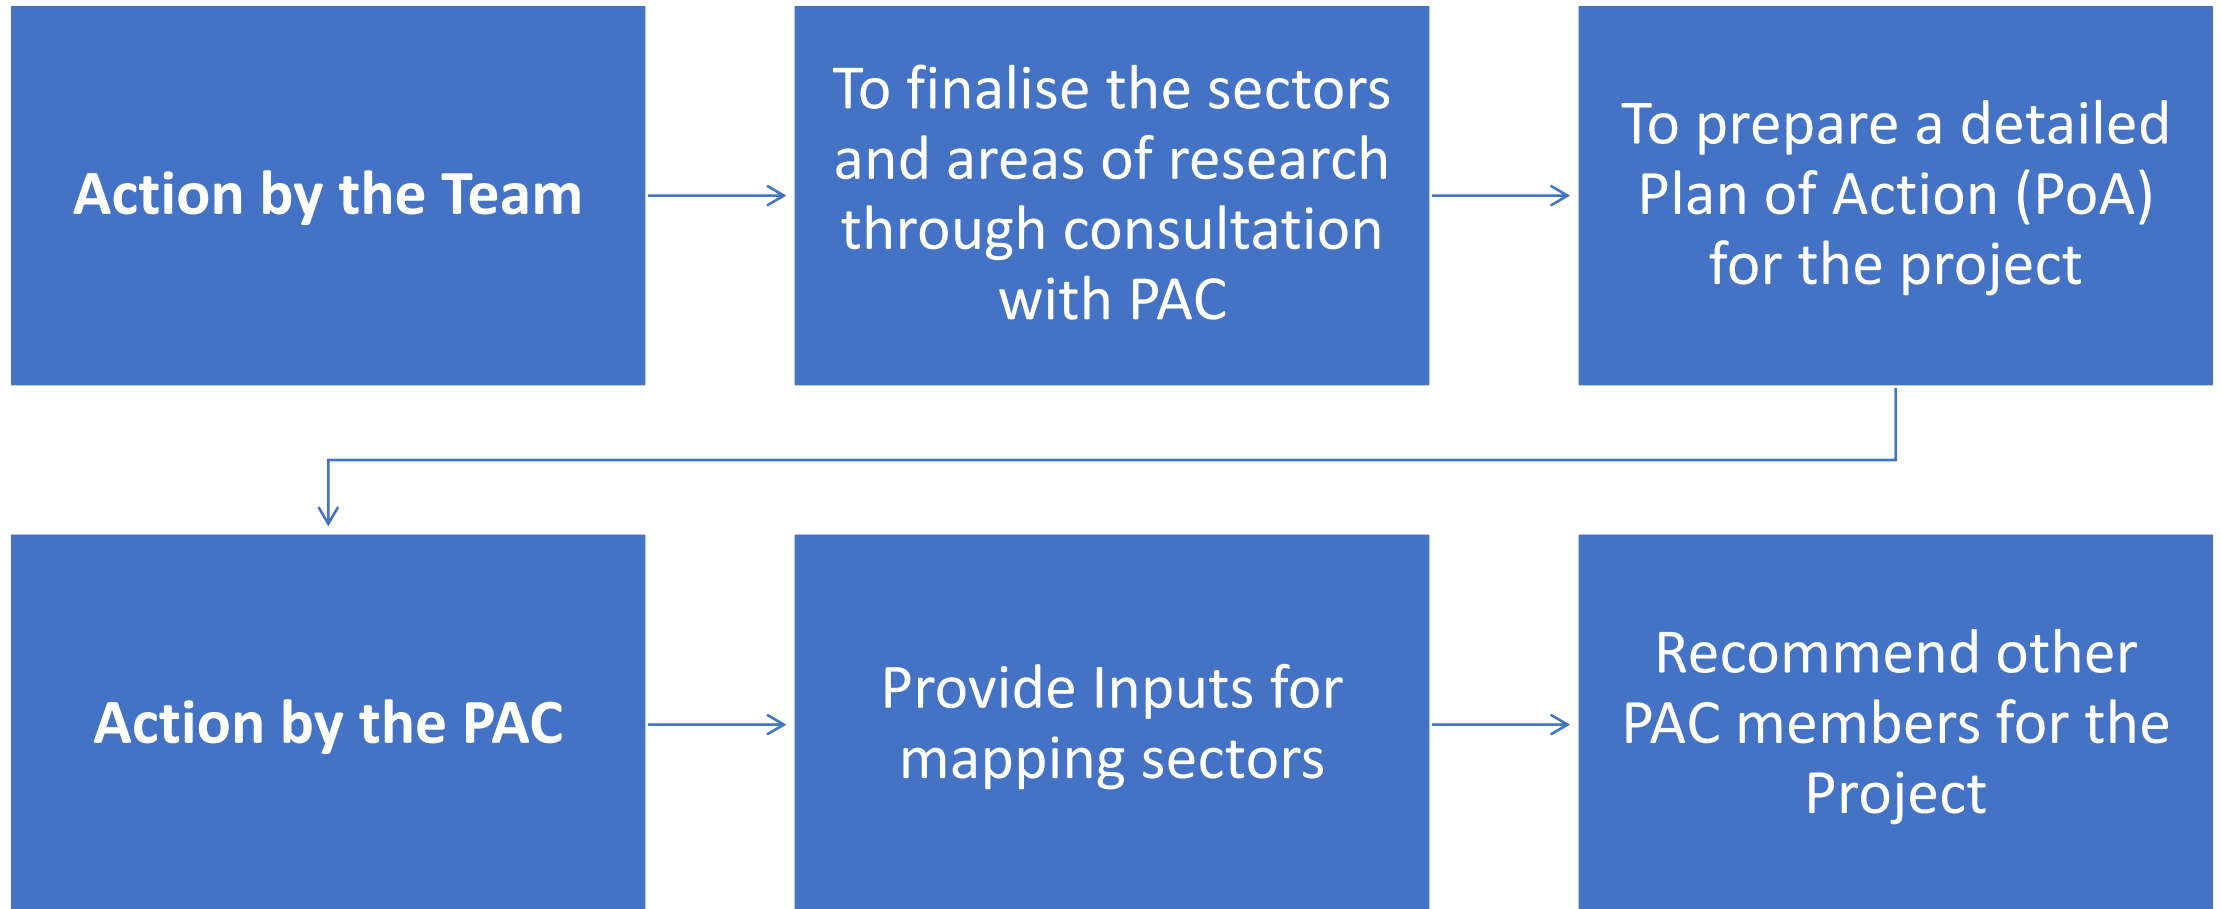 Action by the Team
To finalise the sectors
and areas of research
through consultation
with PAC
To prepare a detailed
Plan of Action (PoA)
for the project
Action by the PAC
Provide Inputs for
mapping sectors
Recommend other
PAC members for the
Project